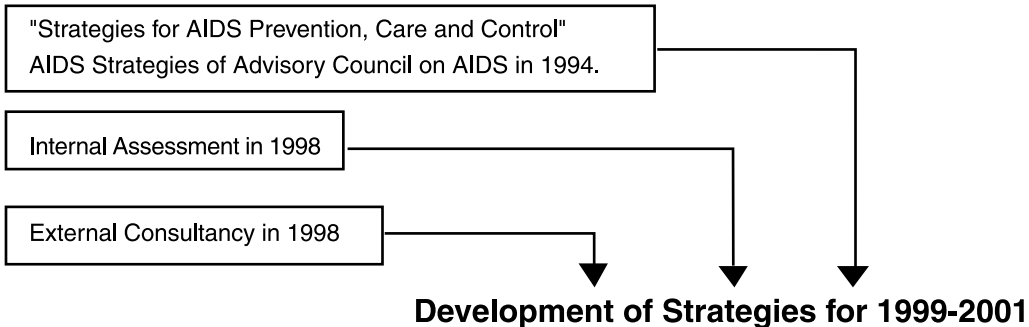 "Strategies for AIDS Prevention, Care and Control"
AIDS Strategies of Advisory Council on AIDS in 1994.
Internal Assessment in 1998
External Consultancy in 1998
Development of Strategies for 1999-2001